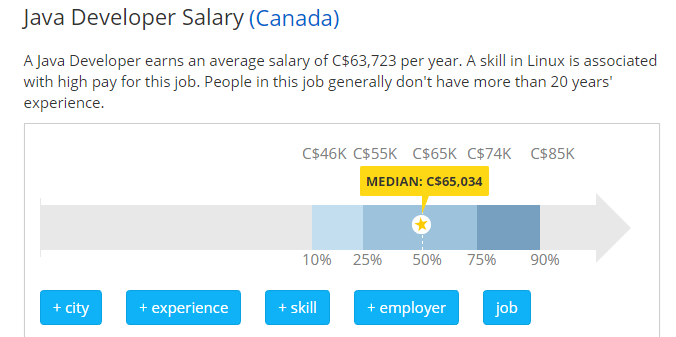 Java Developer Salary (Canada)
A Java Developer earns an average salary of C$63,723 per year. A skill in Linux is associated
with high pay for this job. People in this job generally don't have more than 20 years'
experience.
C$46K C$55K C$65K C$74K C$85K
MEDIAN: C$65,034
10% 25% 50% 75% 90%
+ city + experience + skill + employer job